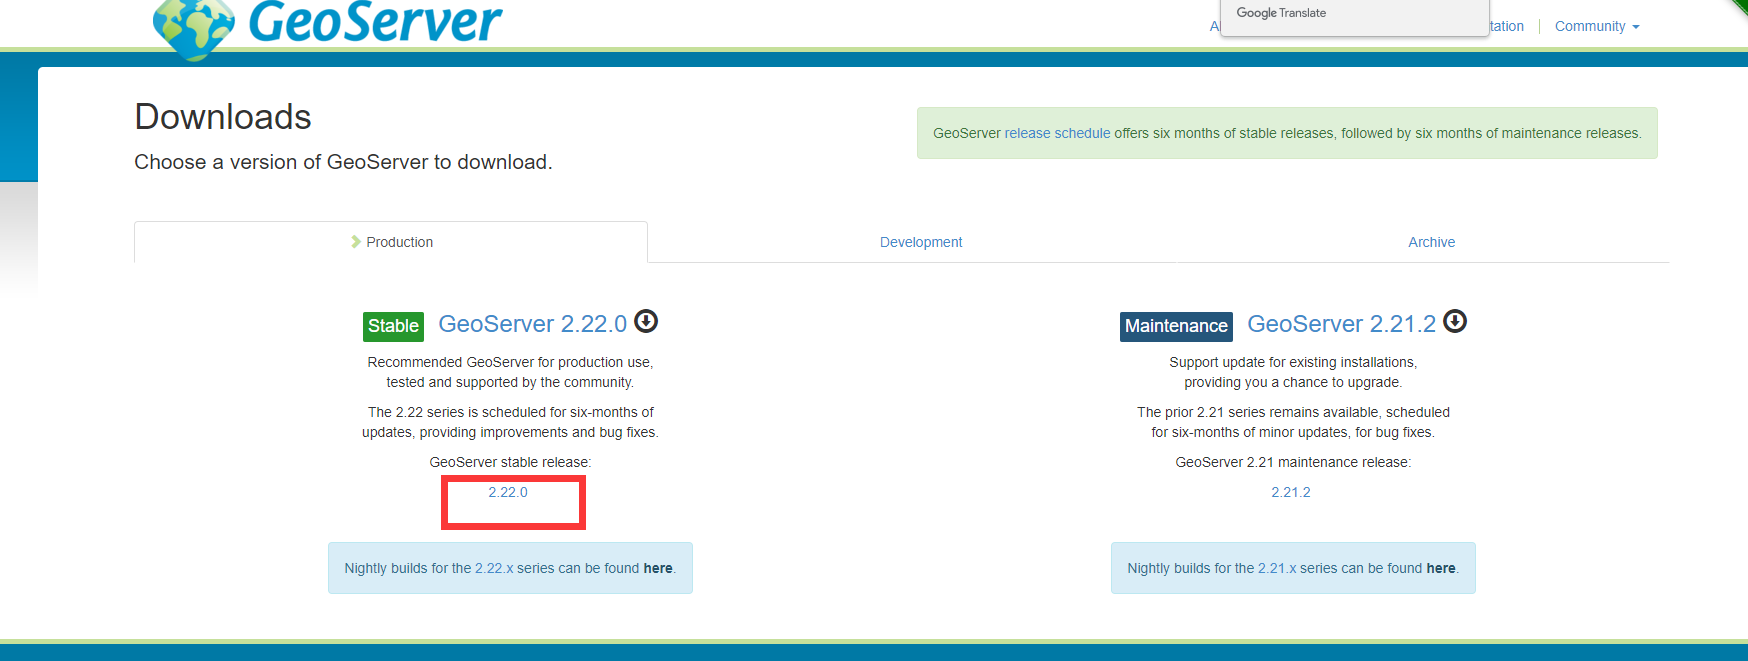 GeoServer
Google Translate
Community
Downloads
Choose a version of GeoServer to download.
GeoServer release schedule offers six months of stable releases, followed by six months of maintenance releases.
Production
Development
Archive
Stable GeoServer 2.22.0
Recommended GeoServer for production use,
tested and supported by the community.
The 2.22 series is scheduled for six-months of
updates, providing improvements and bug fixes.
GeoServer stable release:
2.22.0
Nightly builds for the 2.22.x series can be found here.
Maintenance GeoServer 2.21.2
Support update for existing installations,
providing you a chance to upgrade.
The prior 2.21 series remains available, scheduled
for six-months of minor updates, for bug fixes.
GeoServer 2.21 maintenance release:
2.21.2
Nightly builds for the 2.21.x series can be found here.